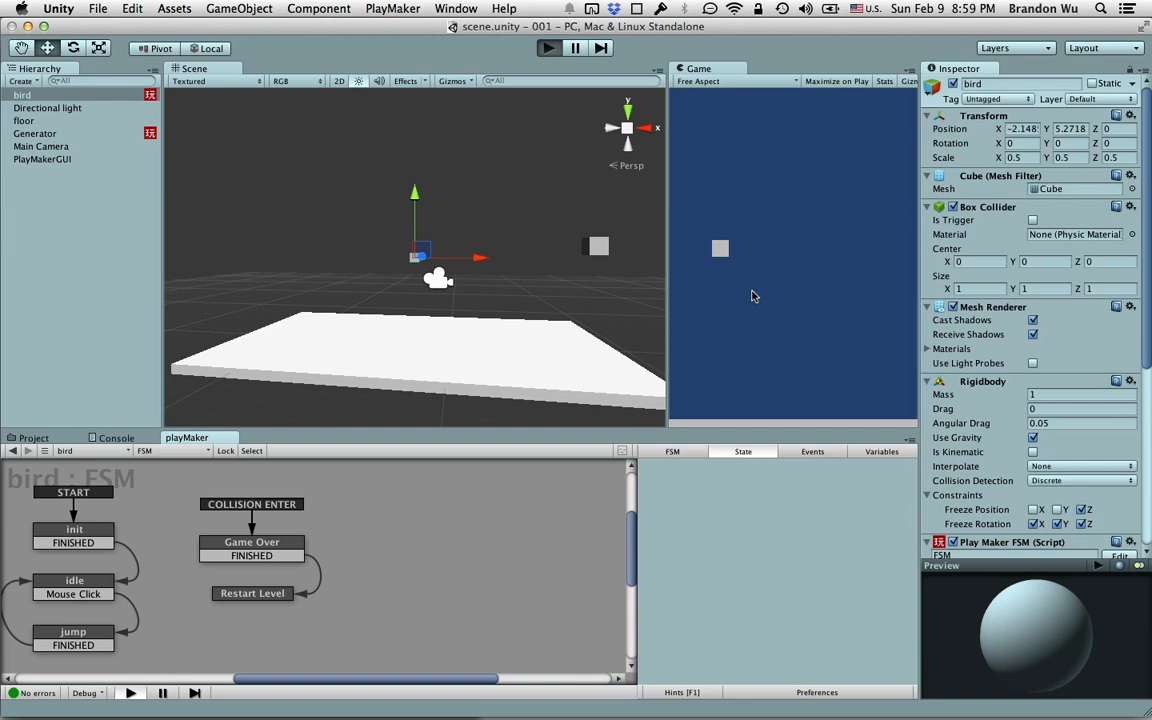 Unity File Edit Assets GameObject Component PlayMaker Window Help U.S. Sun Feb 9 8:59 PM Brandon Wu
scene.unity – 001 – PC, Mac & Linux Standalone
Pivot Local Layers Layout
Hierarchy
Create All
bird 玩
Directional light
floor
Generator 玩
Main Camera
PlayMakerGUI
Scene
Textured RGB 2D Effects Gizmos All
y
x
Persp
Game
Free Aspect Maximize on Play Stats Gizn
Inspector
bird Static
Tag Untagged Layer Default
Transform
Position X -2.148 Y 5.2718 Z 0
Rotation X 0 Y 0 Z 0
Scale X 0.5 Y 0.5 Z 0.5
Cube (Mesh Filter)
Mesh Cube
Box Collider
Is Trigger
Material None (Physic Material
Center
X 0 Y 0 Z 0
Size
X 1 Y 1 Z 1
Mesh Renderer
Cast Shadows
Receive Shadows
Materials
Use Light Probes
Rigidbody
Mass 1
Drag 0
Angular Drag 0.05
Use Gravity
Is Kinematic
Interpolate None
Collision Detection Discrete
Constraints
Freeze Position X Y Z
Freeze Rotation X Y Z
玩 Play Maker FSM (Script)
FSM Edit
Preview
Project Console playMaker
bird FSM Lock Select
bird : FSM
START
init
FINISHED
idle
Mouse Click
jump
FINISHED
COLLISION ENTER
Game Over
FINISHED
Restart Level
FSM State Events Variables
No errors Debug
Hints [F1] Preferences